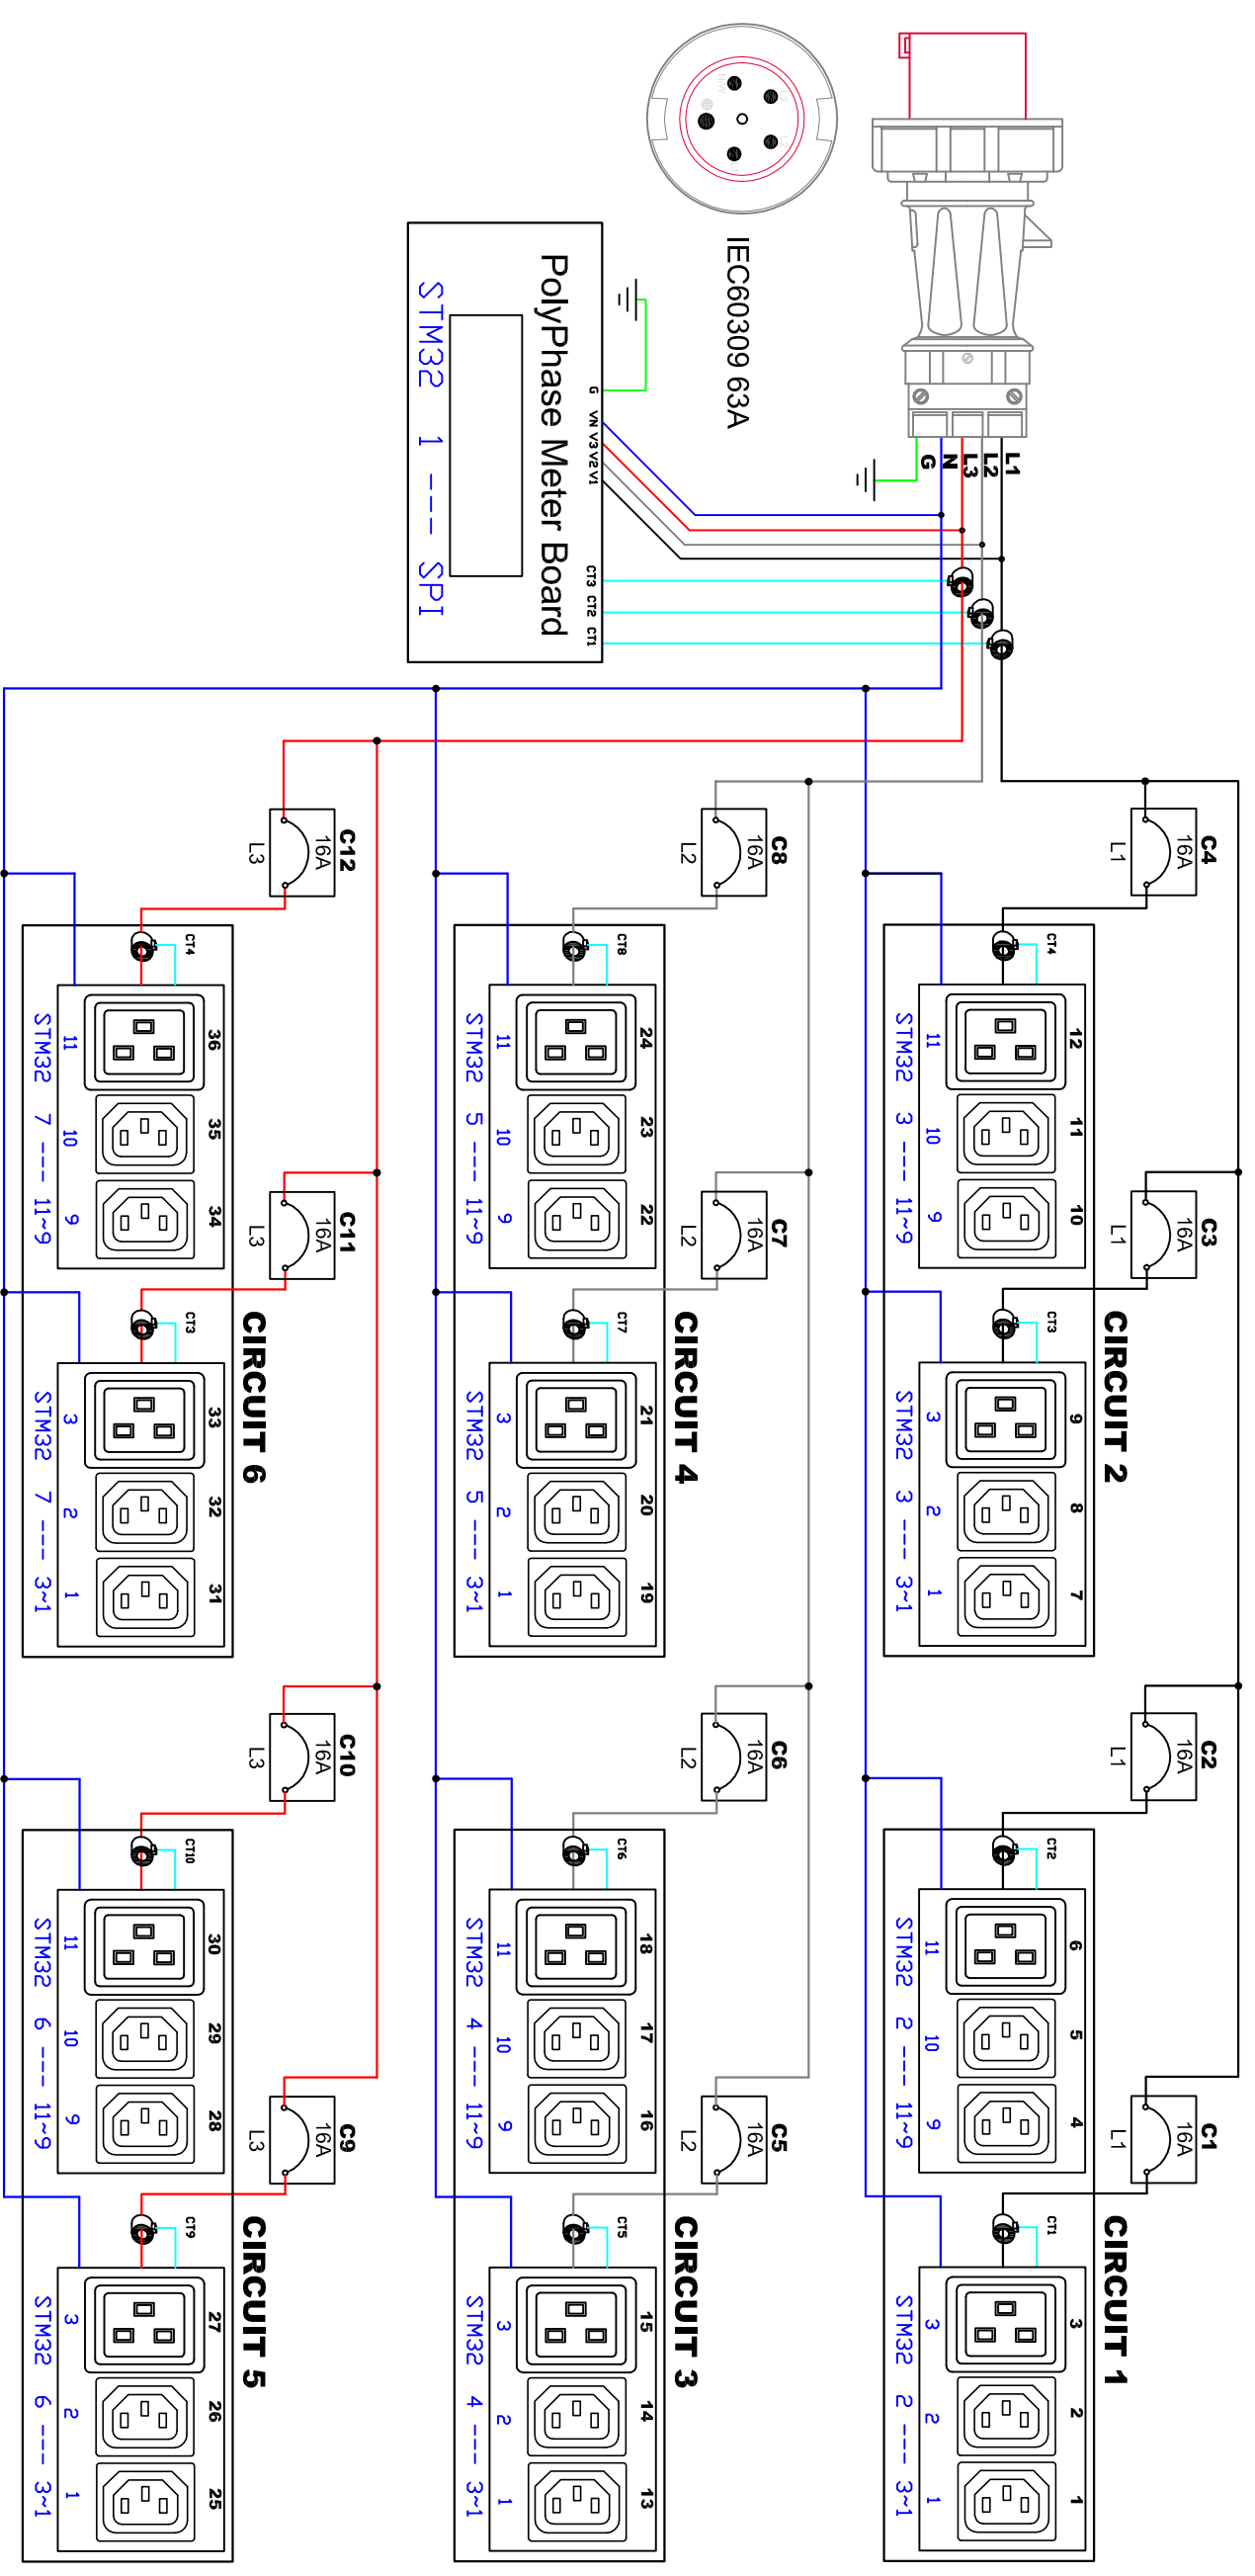 IEC60309 63A
L1
L2
L3
N
G
PolyPhase Meter Board
STM32 1 --- SPI
G
VN
V3
V2
V1
CT3
CT2
CT1
C4
16A
L1
C3
16A
L1
C2
16A
L1
C1
16A
L1
CIRCUIT 2
CT4
12
11
10
11
10
9
STM32 3 --- 11~9
CT3
9
8
7
3
2
1
STM32 3 --- 3~1
CIRCUIT 1
CT2
6
5
4
11
10
9
STM32 2 --- 11~9
CT1
3
2
1
3
2
1
STM32 2 --- 3~1
C8
16A
L2
C7
16A
L2
C6
16A
L2
C5
16A
L2
CIRCUIT 4
CT8
24
23
22
11
10
9
STM32 5 --- 11~9
CT7
21
20
19
3
2
1
STM32 5 --- 3~1
CIRCUIT 3
CT6
18
17
16
11
10
9
STM32 4 --- 11~9
CT5
15
14
13
3
2
1
STM32 4 --- 3~1
C12
16A
L3
C11
16A
L3
C10
16A
L3
C9
16A
L3
CIRCUIT 6
CT4
36
35
34
11
10
9
STM32 7 --- 11~9
CT3
33
32
31
3
2
1
STM32 7 --- 3~1
CIRCUIT 5
CT10
30
29
28
11
10
9
STM32 6 --- 11~9
CT9
27
26
25
3
2
1
STM32 6 --- 3~1